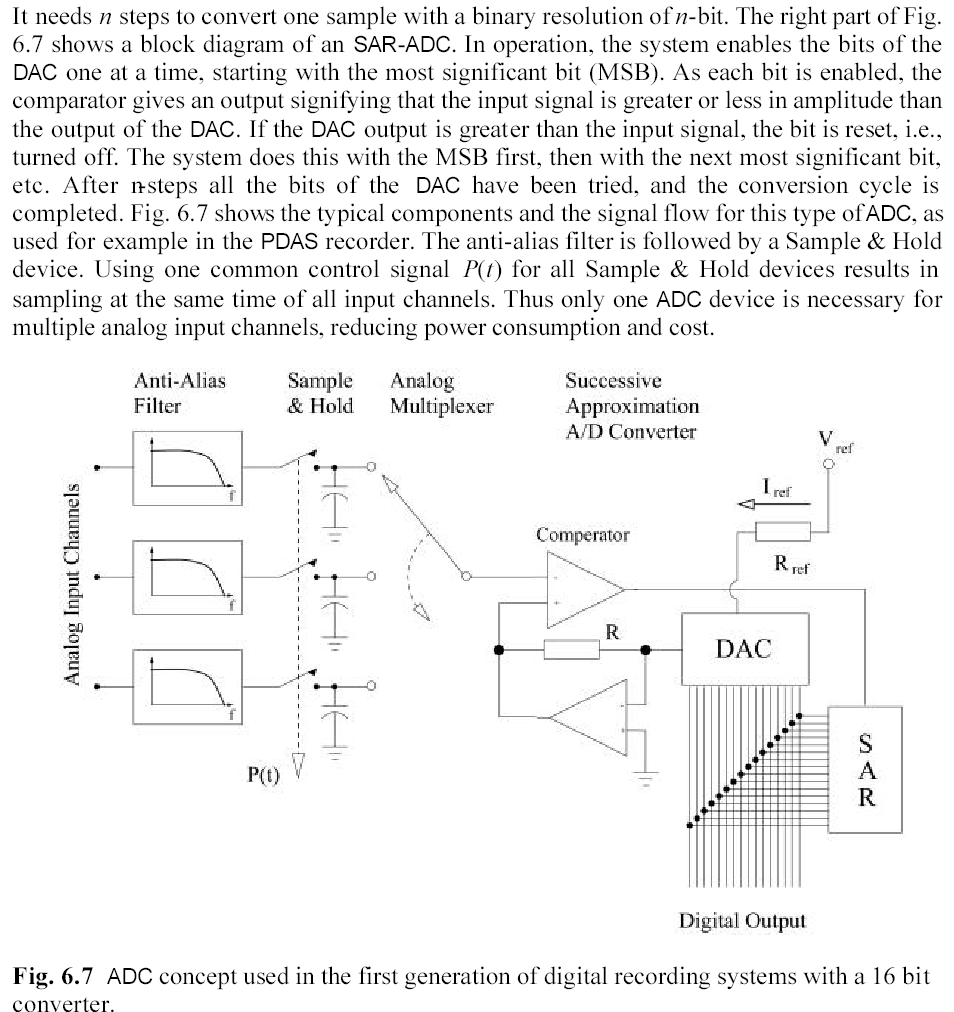 It needs n steps to convert one sample with a binary resolution of n-bit. The right part of Fig.
6.7 shows a block diagram of an SAR-ADC. In operation, the system enables the bits of the
DAC one at a time, starting with the most significant bit (MSB). As each bit is enabled, the
comparator gives an output signifying that the input signal is greater or less in amplitude than
the output of the DAC. If the DAC output is greater than the input signal, the bit is reset, i.e.,
turned off. The system does this with the MSB first, then with the next most significant bit,
etc. After n-steps all the bits of the DAC have been tried, and the conversion cycle is
completed. Fig. 6.7 shows the typical components and the signal flow for this type of ADC, as
used for example in the PDAS recorder. The anti-alias filter is followed by a Sample & Hold
device. Using one common control signal P(t) for all Sample & Hold devices results in
sampling at the same time of all input channels. Thus only one ADC device is necessary for
multiple analog input channels, reducing power consumption and cost.
Anti-Alias
Filter
Sample
& Hold
Analog
Multiplexer
Successive
Approximation
A/D Converter
V ref
I ref
R ref
Analog Input Channels
f
f
f
P(t)
Comperator
-
+
R
-
+
DAC
S
A
R
Digital Output
Fig. 6.7 ADC concept used in the first generation of digital recording systems with a 16 bit
converter.